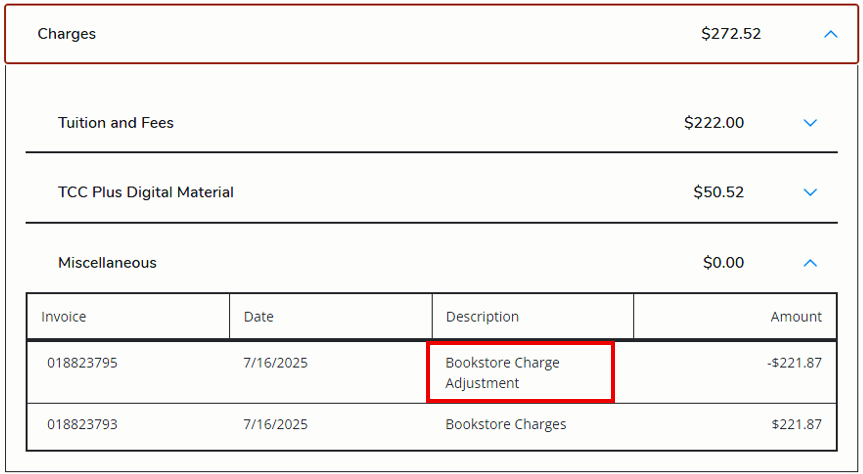 Charges $272.52
Tuition and Fees $222.00
TCC Plus Digital Material $50.52
Miscellaneous $0.00
Invoice Date Description Amount
018823795 7/16/2025 Bookstore Charge -$221.87
Adjustment
018823793 7/16/2025 Bookstore Charges $221.87